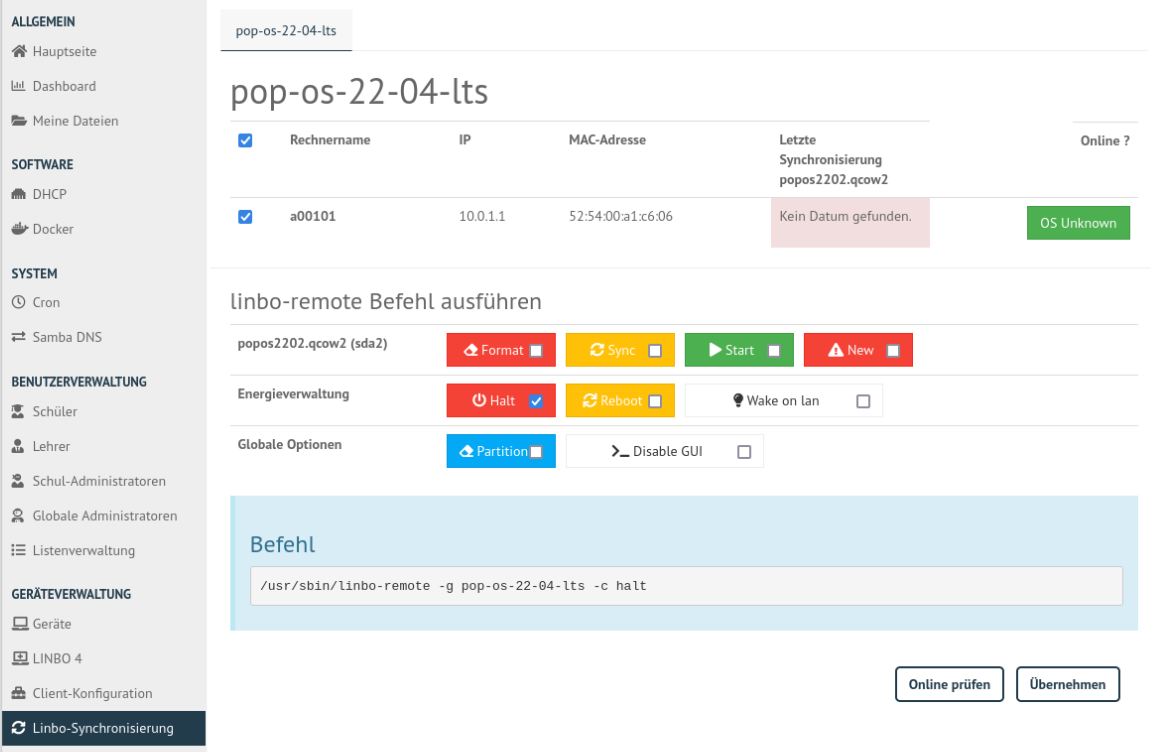 ALLGEMEIN
Hauptseite
Dashboard
Meine Dateien
SOFTWARE
DHCP
Docker
SYSTEM
Cron
Samba DNS
BENUTZERVERWALTUNG
Schüler
Lehrer
Schul-Administratoren
Globale Administratoren
Listenverwaltung
GERÄTEVERWALTUNG
Geräte
LINBO 4
Client-Konfiguration
Linbo-Synchronisierung
pop-os-22-04-lts
pop-os-22-04-lts
Rechnername IP MAC-Adresse Letzte Online ?
Synchronisierung
popos2202.qcow2
a00101 10.0.1.1 52:54:00:a1:c6:06 Kein Datum gefunden. OS Unknown
linbo-remote Befehl ausführen
popos2202.qcow2 (sda2) Format Sync Start New
Energieverwaltung Halt Reboot Wake on lan
Globale Optionen Partition Disable GUI
Befehl
/usr/sbin/linbo-remote -g pop-os-22-04-lts -c halt
Online prüfen Übernehmen